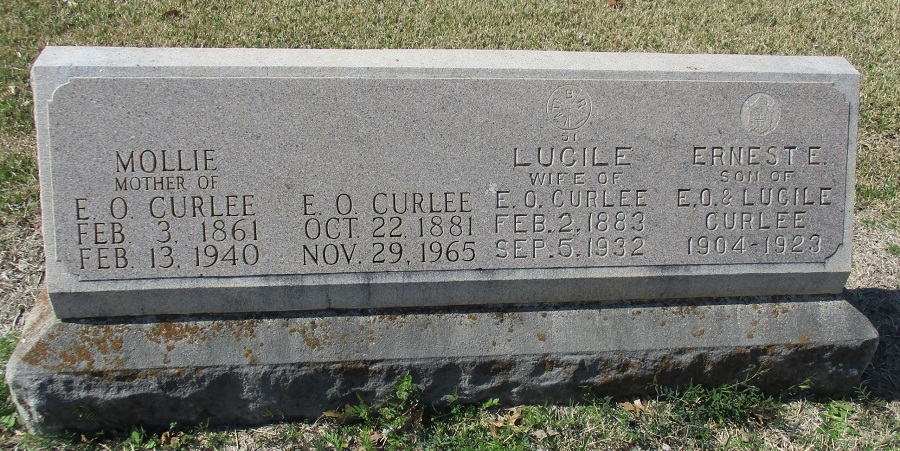 MOLLIE
MOTHER OF
E. O. CURLEE
FEB. 3, 1861
FEB. 13, 1940
E. O. CURLEE
OCT. 22, 1881
NOV. 29, 1965
51
LUCILE
WIFE OF
E. O. CURLEE
FEB. 2, 1883
SEP. 5, 1932
ERNEST E.
SON OF
E.O. & LUCILE
CURLEE
1904-1923